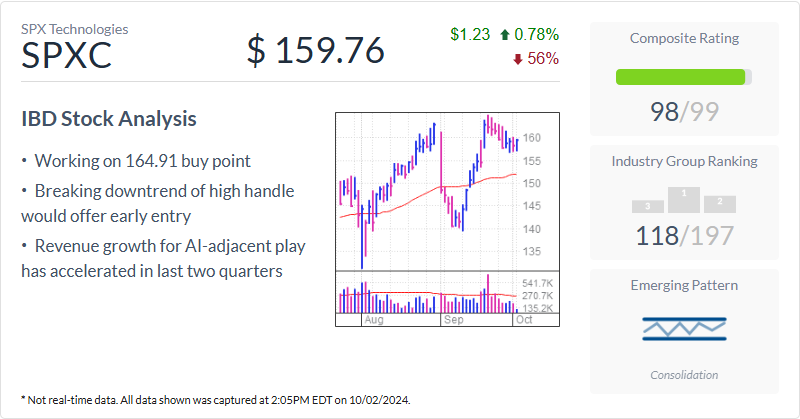 SPX Technologies
SPXC
$ 159.76
$1.23 0.78%
56%
IBD Stock Analysis
• Working on 164.91 buy point
• Breaking downtrend of high handle
would offer early entry
• Revenue growth for AI-adjacent play
has accelerated in last two quarters
160
155
150
145
140
135
541.7K
270.7K
135.2K
Aug Sep Oct
Composite Rating
98/99
Industry Group Ranking
3 1 2
118/197
Emerging Pattern
Consolidation
* Not real-time data. All data shown was captured at 2:05PM EDT on 10/02/2024.